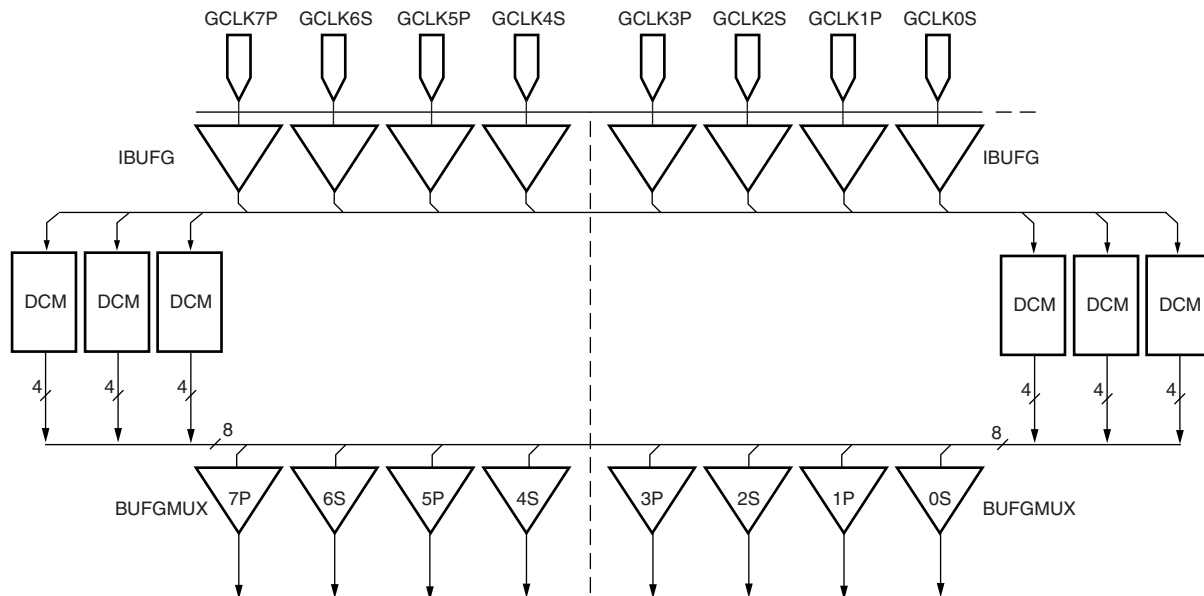 GCLK7P GCLK6S GCLK5P GCLK4S GCLK3P GCLK2S GCLK1P GCLK0S
IBUFG IBUFG
DCM DCM DCM DCM DCM DCM
4 4 4 4 4 4
8 8
7P 6S 5P 4S 3P 2S 1P 0S
BUFGMUX BUFGMUX